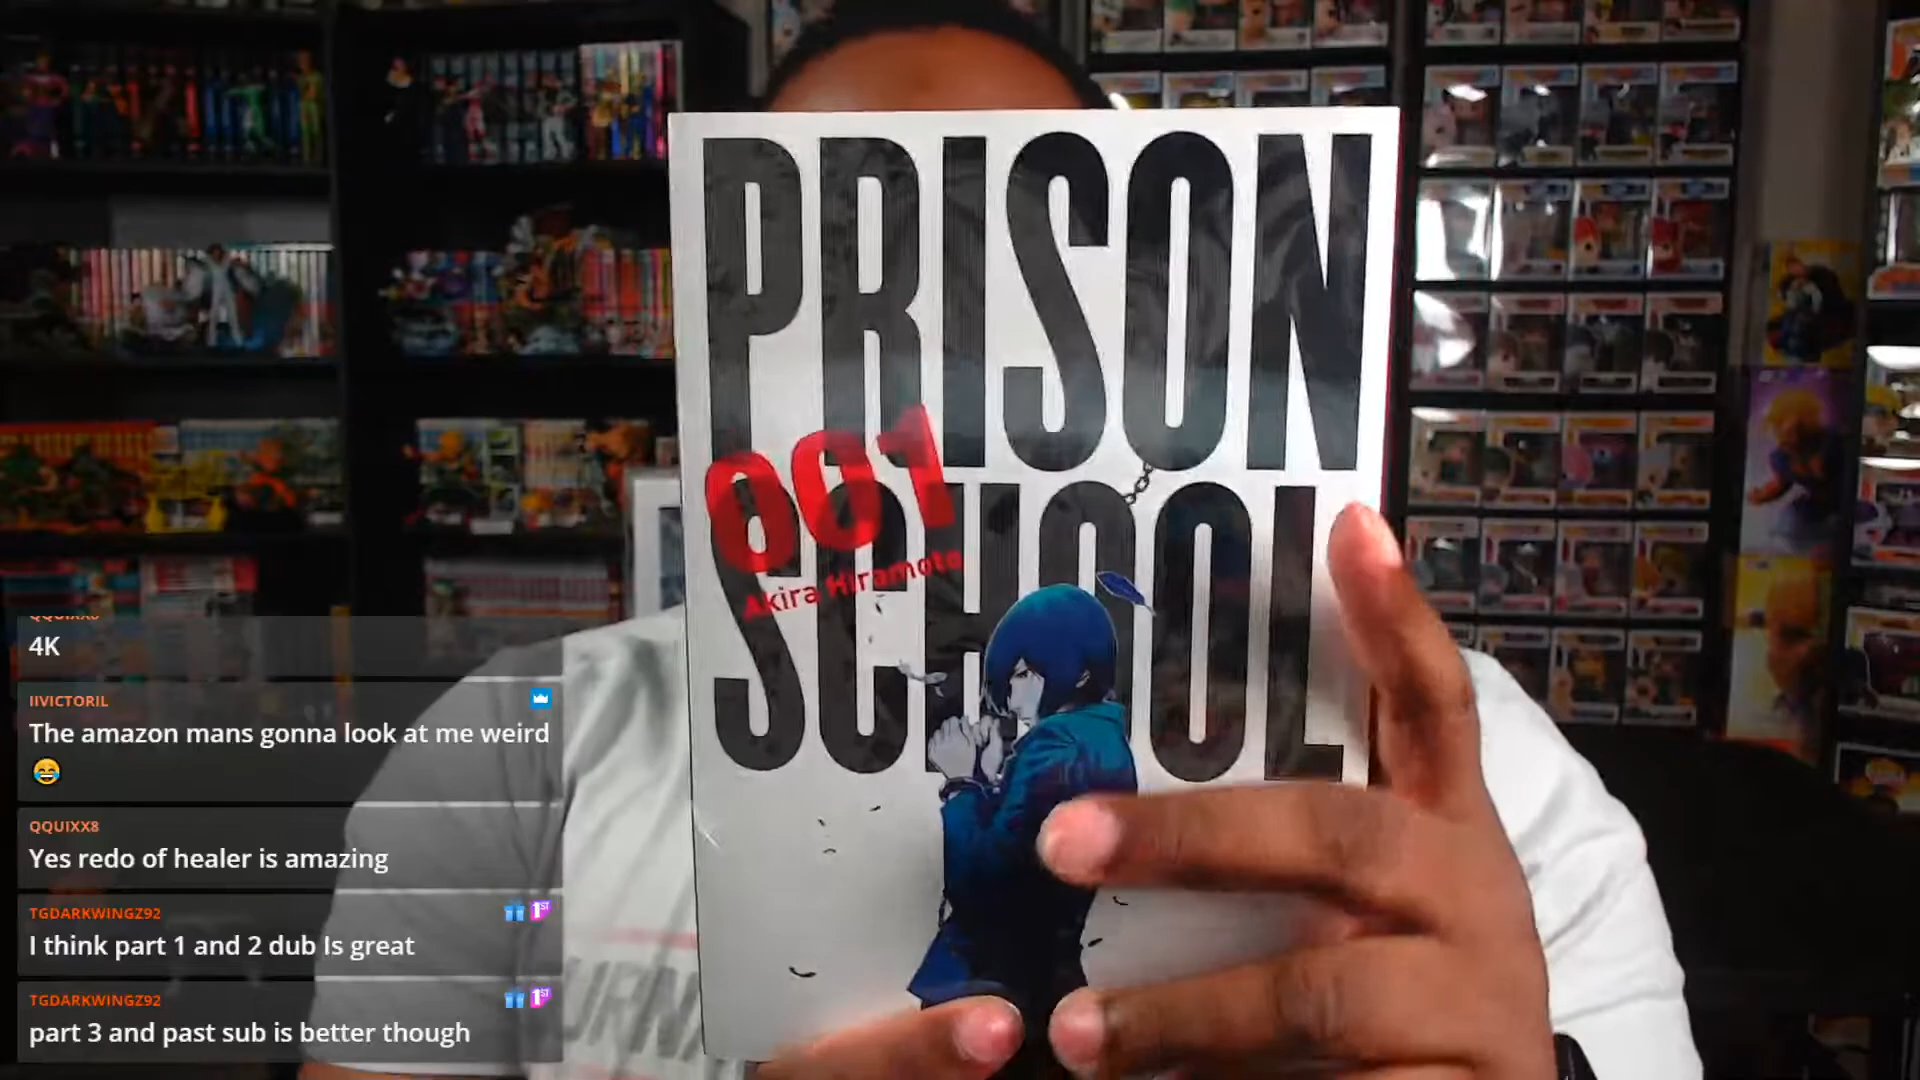 PRISON
001
SCHOOL
Akira Hiramoto
4K
IIVICTORIL
The amazon mans gonna look at me weird
😂
QQUIXX8
Yes redo of healer is amazing
TGDARKWINGZ92
1ST
I think part 1 and 2 dub Is great
TGDARKWINGZ92
1ST
part 3 and past sub is better though